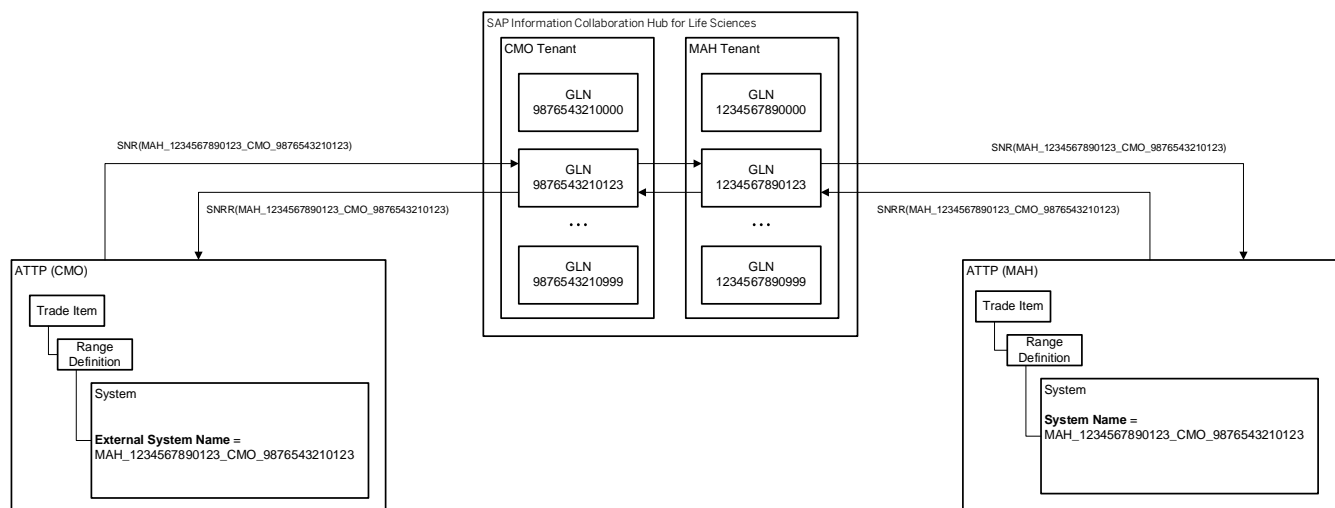 SAP Information Collaboration Hub for Life Sciences
CMO Tenant
MAH Tenant
GLN
9876543210000
GLN
1234567890000
SNR(MAH_1234567890123_CMO_9876543210123)
GLN
9876543210123
GLN
1234567890123
SNR(MAH_1234567890123_CMO_9876543210123)
SNRR(MAH_1234567890123_CMO_9876543210123)
SNRR(MAH_1234567890123_CMO_9876543210123)
...
...
GLN
9876543210999
GLN
1234567890999
ATTP (CMO)
Trade Item
Range
Definition
System
External System Name =
MAH_1234567890123_CMO_9876543210123
ATTP (MAH)
Trade Item
Range
Definition
System
System Name =
MAH_1234567890123_CMO_9876543210123